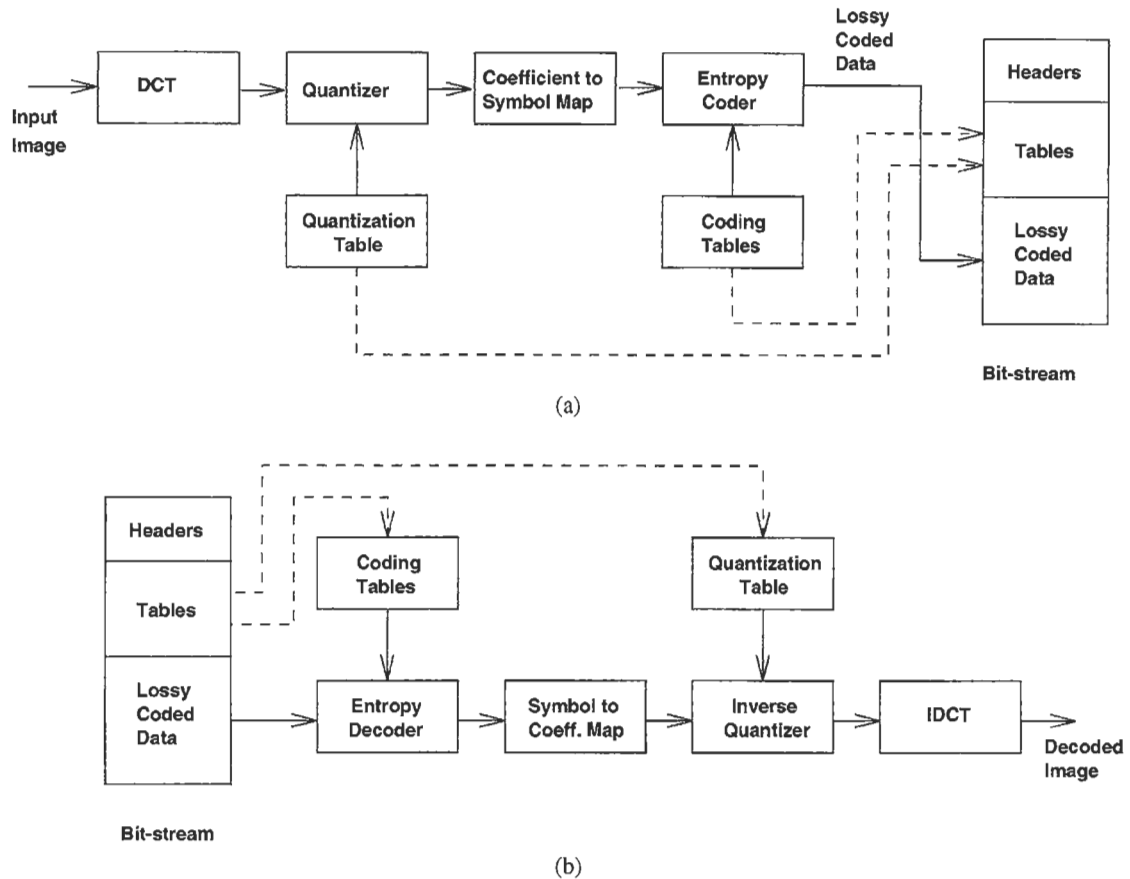 Input
Image
DCT
Quantizer
Coefficient to
Symbol Map
Entropy
Coder
Lossy
Coded
Data
Quantization
Table
Coding
Tables
Headers
Tables
Lossy
Coded
Data
Bit-stream
(a)
Headers
Tables
Lossy
Coded
Data
Bit-stream
Coding
Tables
Quantization
Table
Entropy
Decoder
Symbol to
Coeff. Map
Inverse
Quantizer
IDCT
Decoded
Image
(b)